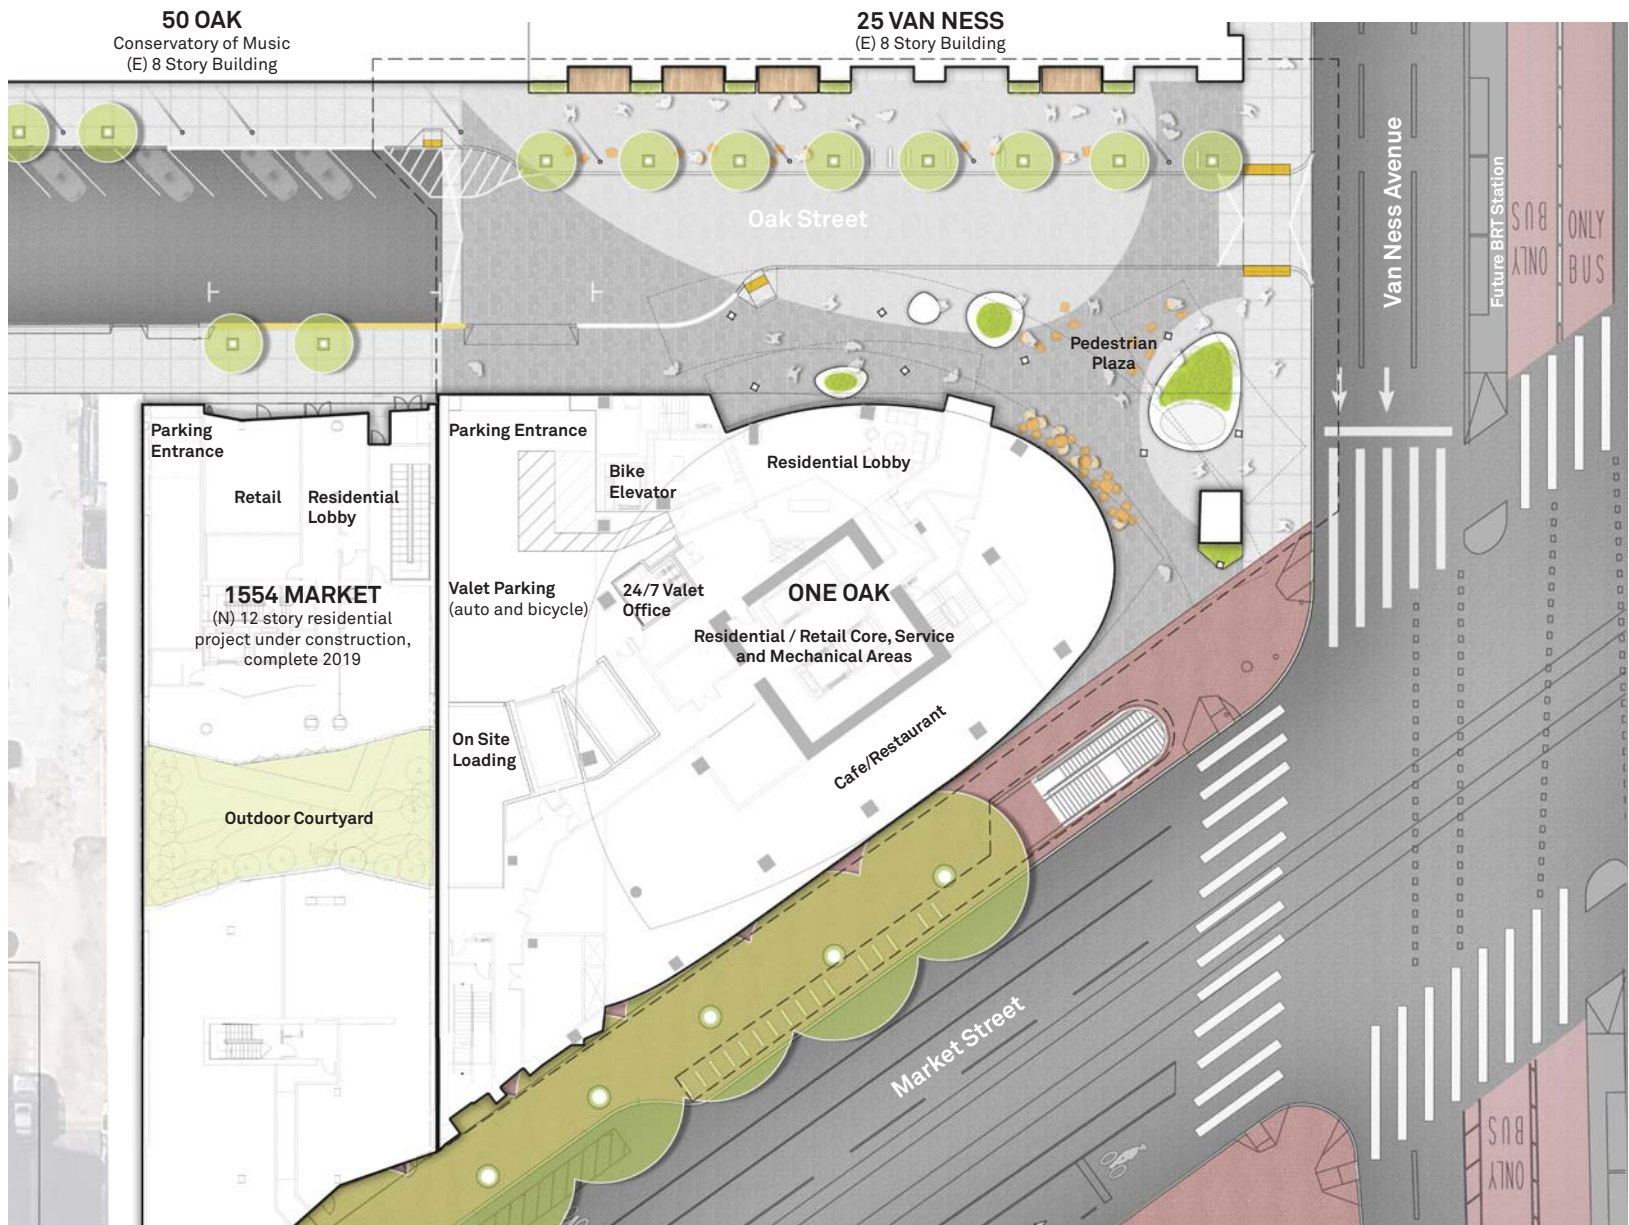 50 OAK
Conservatory of Music
(E) 8 Story Building
25 VAN NESS
(E) 8 Story Building
Oak Street
Van Ness Avenue
Future BRT Station
BUS
ONLY
ONLY
BUS
Pedestrian
Plaza
Parking
Entrance
Retail
Residential
Lobby
1554 MARKET
(N) 12 story residential
project under construction,
complete 2019
Outdoor Courtyard
Parking Entrance
Bike
Elevator
Residential Lobby
Valet Parking
(auto and bicycle)
24/7 Valet
Office
ONE OAK
Residential / Retail Core, Service
and Mechanical Areas
On Site
Loading
Cafe/Restaurant
Market Street
BUS
ONLY